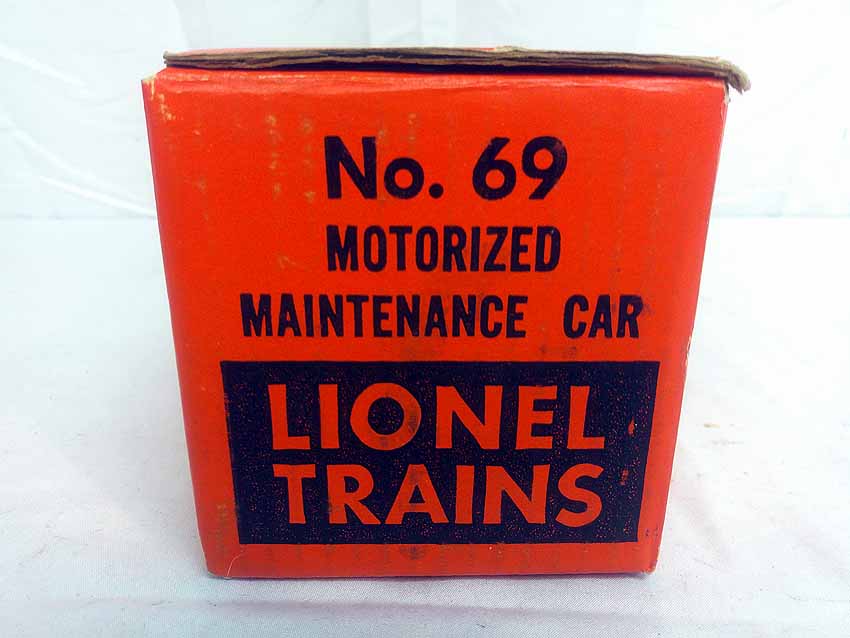 No. 69
MOTORIZED
MAINTENANCE CAR
LIONEL
TRAINS